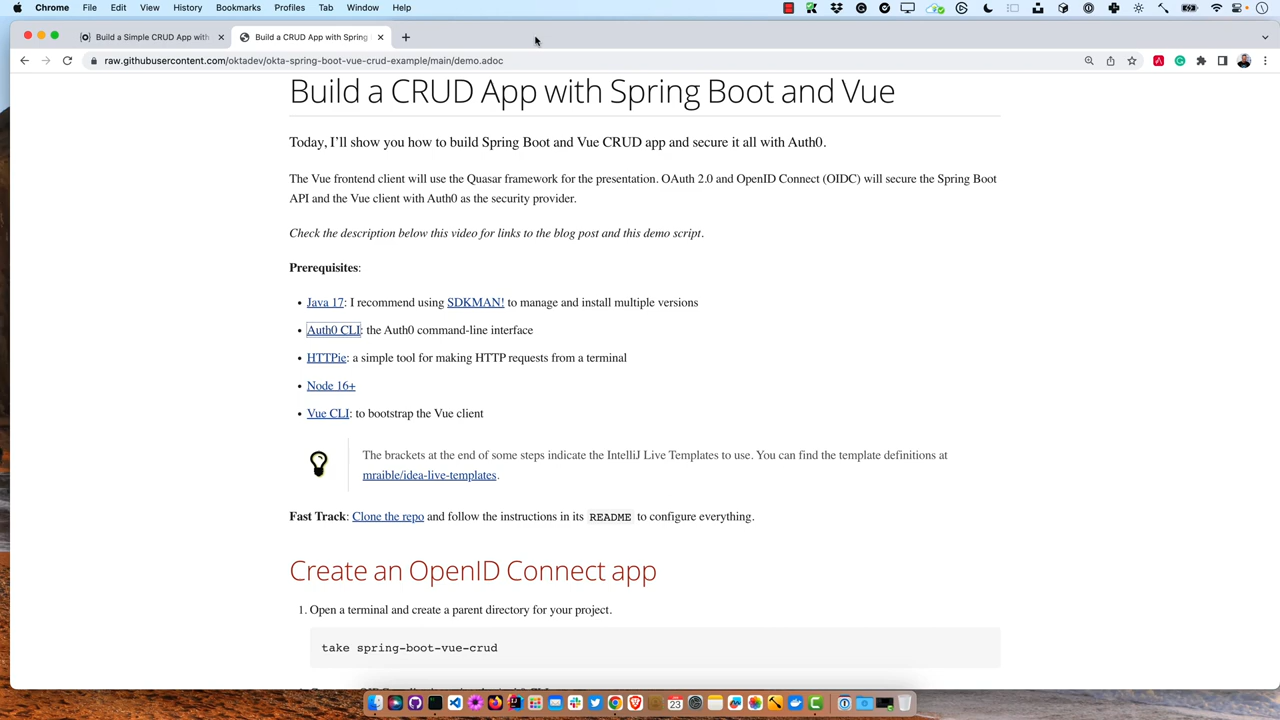 Chrome File Edit View History Bookmarks Profiles Tab Window Help
Build a Simple CRUD App with
Build a CRUD App with Spring
raw.githubusercontent.com/oktadev/okta-spring-boot-vue-crud-example/main/demo.adoc
Build a CRUD App with Spring Boot and Vue
Today, I’ll show you how to build Spring Boot and Vue CRUD app and secure it all with Auth0.
The Vue frontend client will use the Quasar framework for the presentation. OAuth 2.0 and OpenID Connect (OIDC) will secure the Spring Boot
API and the Vue client with Auth0 as the security provider.
Check the description below this video for links to the blog post and this demo script.
Prerequisites:
• Java 17: I recommend using SDKMAN! to manage and install multiple versions
• Auth0 CLI: the Auth0 command-line interface
• HTTPie: a simple tool for making HTTP requests from a terminal
• Node 16+
• Vue CLI: to bootstrap the Vue client
The brackets at the end of some steps indicate the IntelliJ Live Templates to use. You can find the template definitions at
mraible/idea-live-templates.
Fast Track: Clone the repo and follow the instructions in its README to configure everything.
Create an OpenID Connect app
1. Open a terminal and create a parent directory for your project.
take spring-boot-vue-crud
23